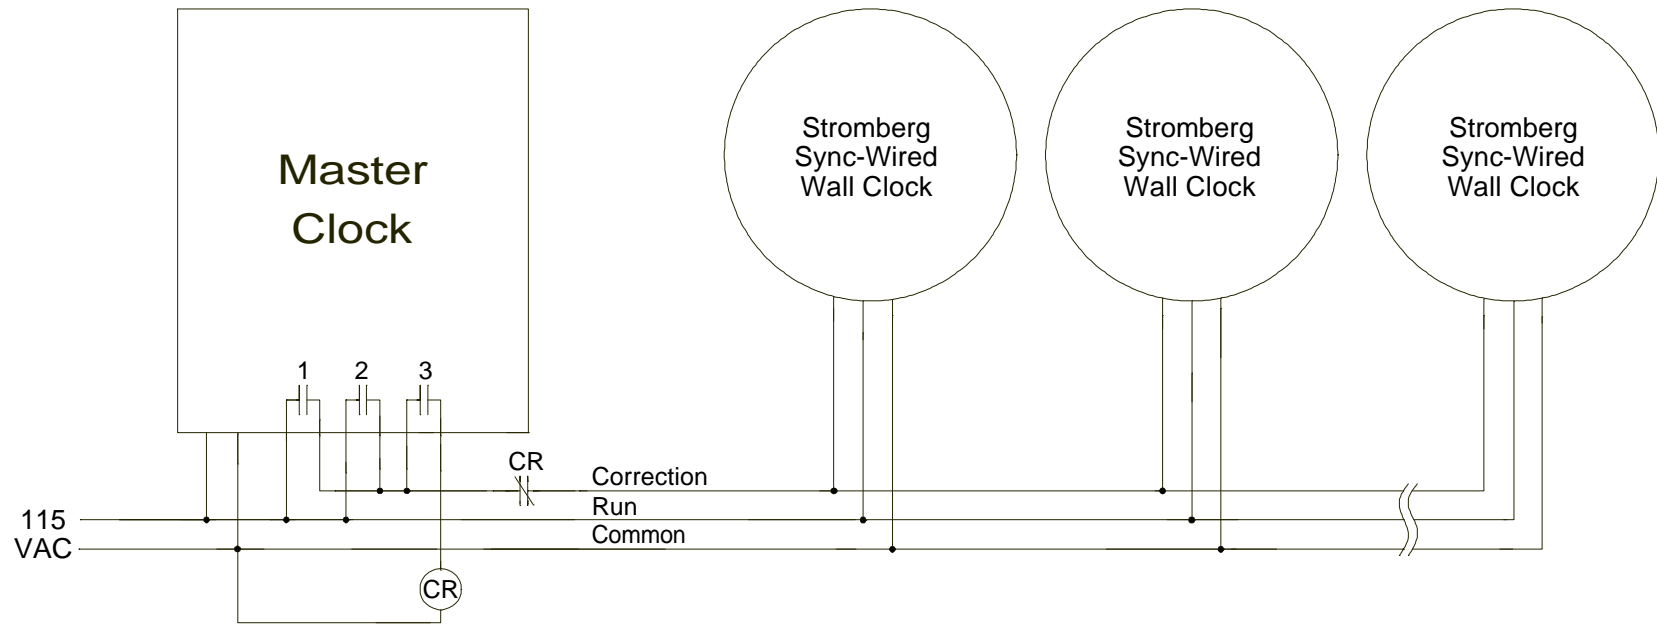 Master
Clock
1
2
3
Stromberg
Sync-Wired
Wall Clock
Stromberg
Sync-Wired
Wall Clock
Stromberg
Sync-Wired
Wall Clock
CR
Correction
Run
Common
115
VAC
CR